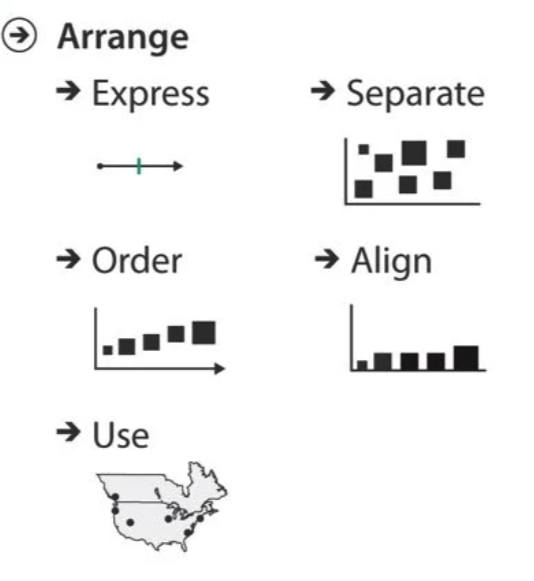 Arrange
Express
Separate
Order
Align
Use